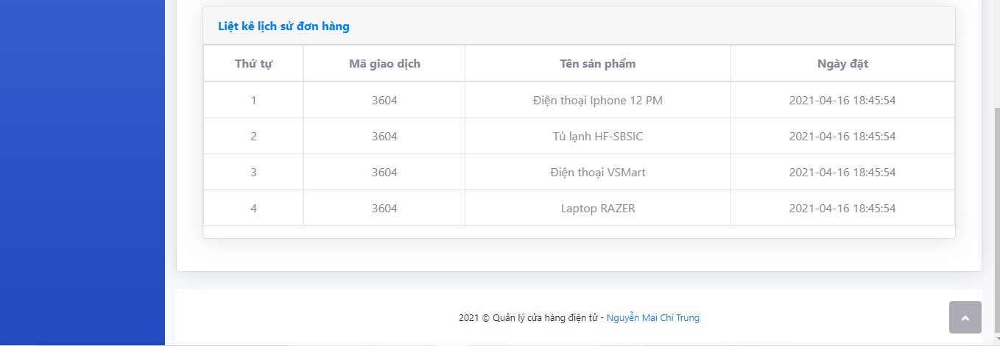 Liệt kê lịch sử đơn hàng
Thứ tự Mã giao dịch Tên sản phẩm Ngày đặt
1 3604 Điện thoại Iphone 12 PM 2021-04-16 18:45:54
2 3604 Tủ lạnh HF-SBSIC 2021-04-16 18:45:54
3 3604 Điện thoại VSMart 2021-04-16 18:45:54
4 3604 Laptop RAZER 2021-04-16 18:45:54
2021 © Quản lý cửa hàng điện tử - Nguyễn Mai Chí Trung